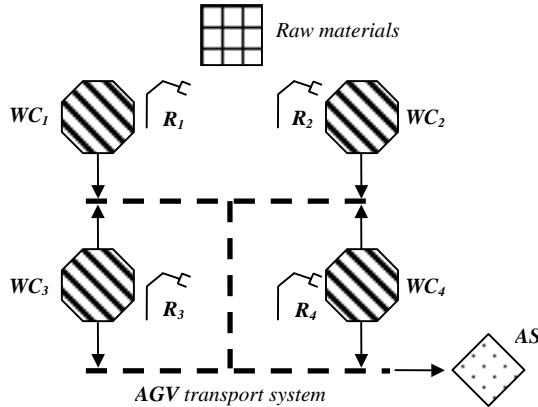 Raw materials
WC1
R1
R2
WC2
WC3
R3
R4
WC4
AS
AGV transport system